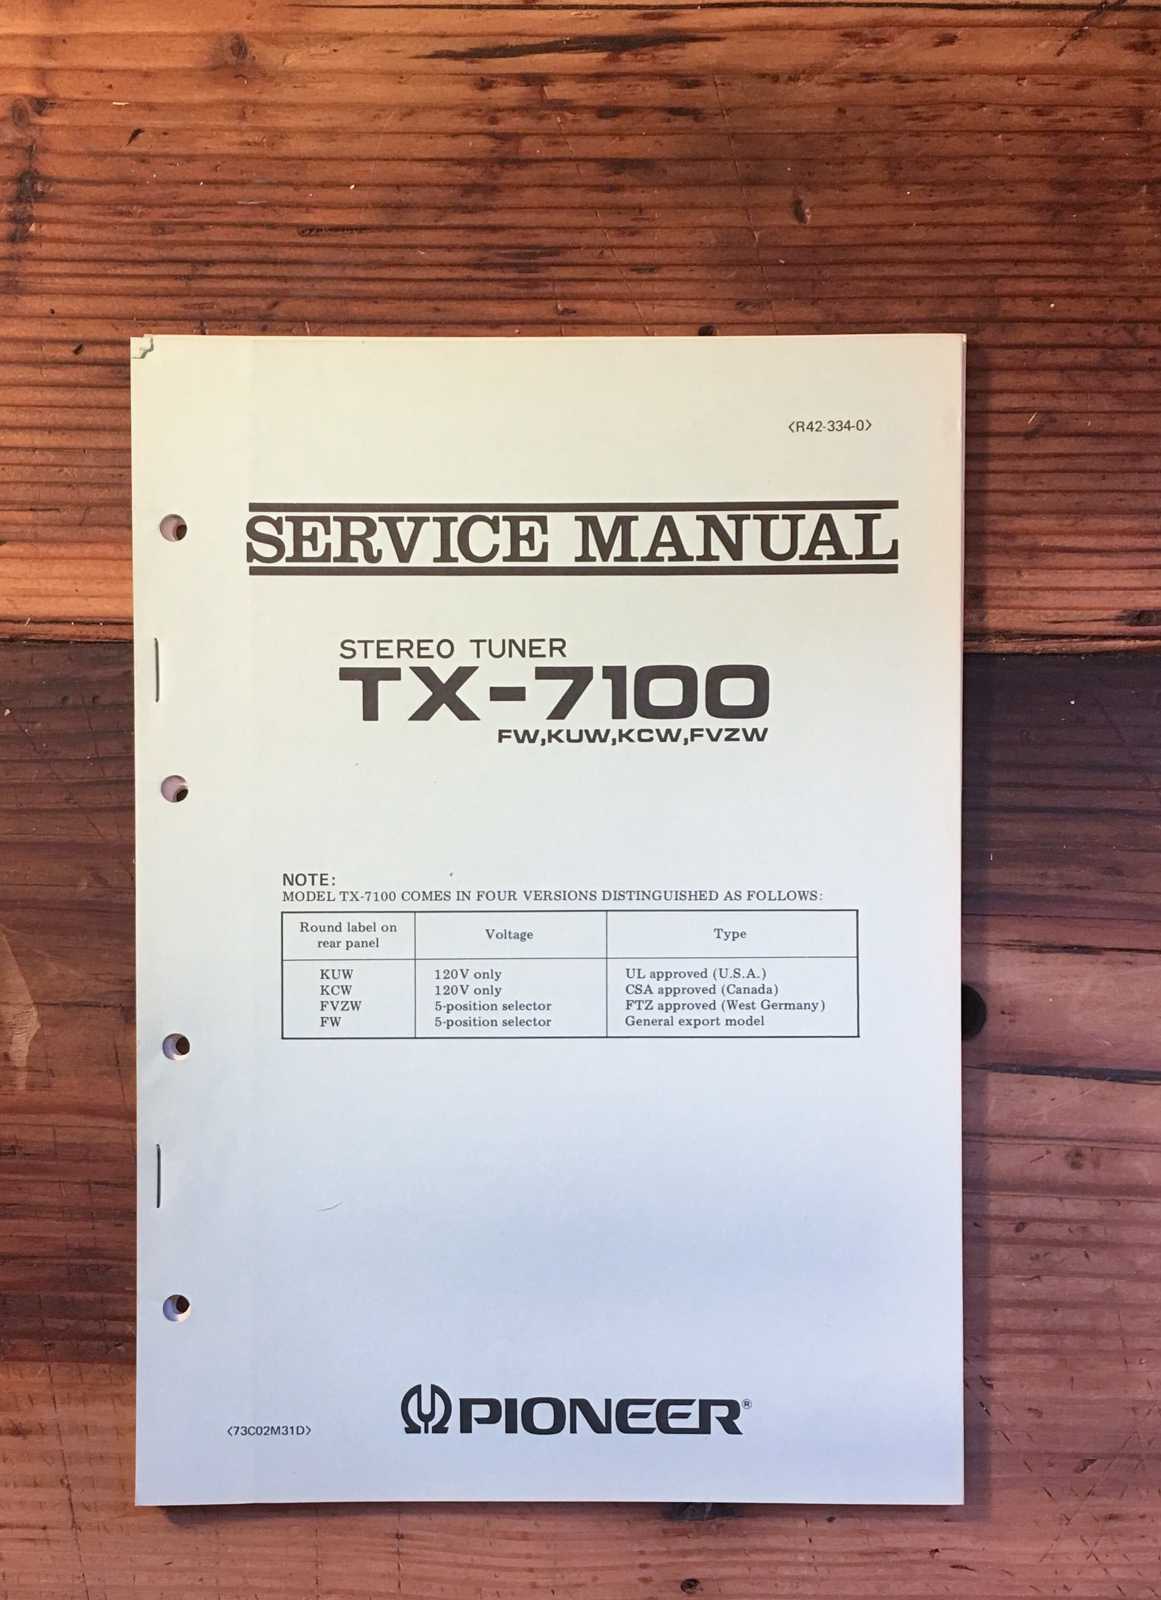 <R42-334-0>
SERVICE MANUAL
STEREO TUNER
TX-7100
FW,KUW,KCW,FVZW
NOTE:
MODEL TX-7100 COMES IN FOUR VERSIONS DISTINGUISHED AS FOLLOWS:
Round label on rear panel Voltage Type
KUW 120V only UL approved (U.S.A.)
KCW 120V only CSA approved (Canada)
FVZW 5-position selector FTZ approved (West Germany)
FW 5-position selector General export model
PIONEER®
<73C02M31D>